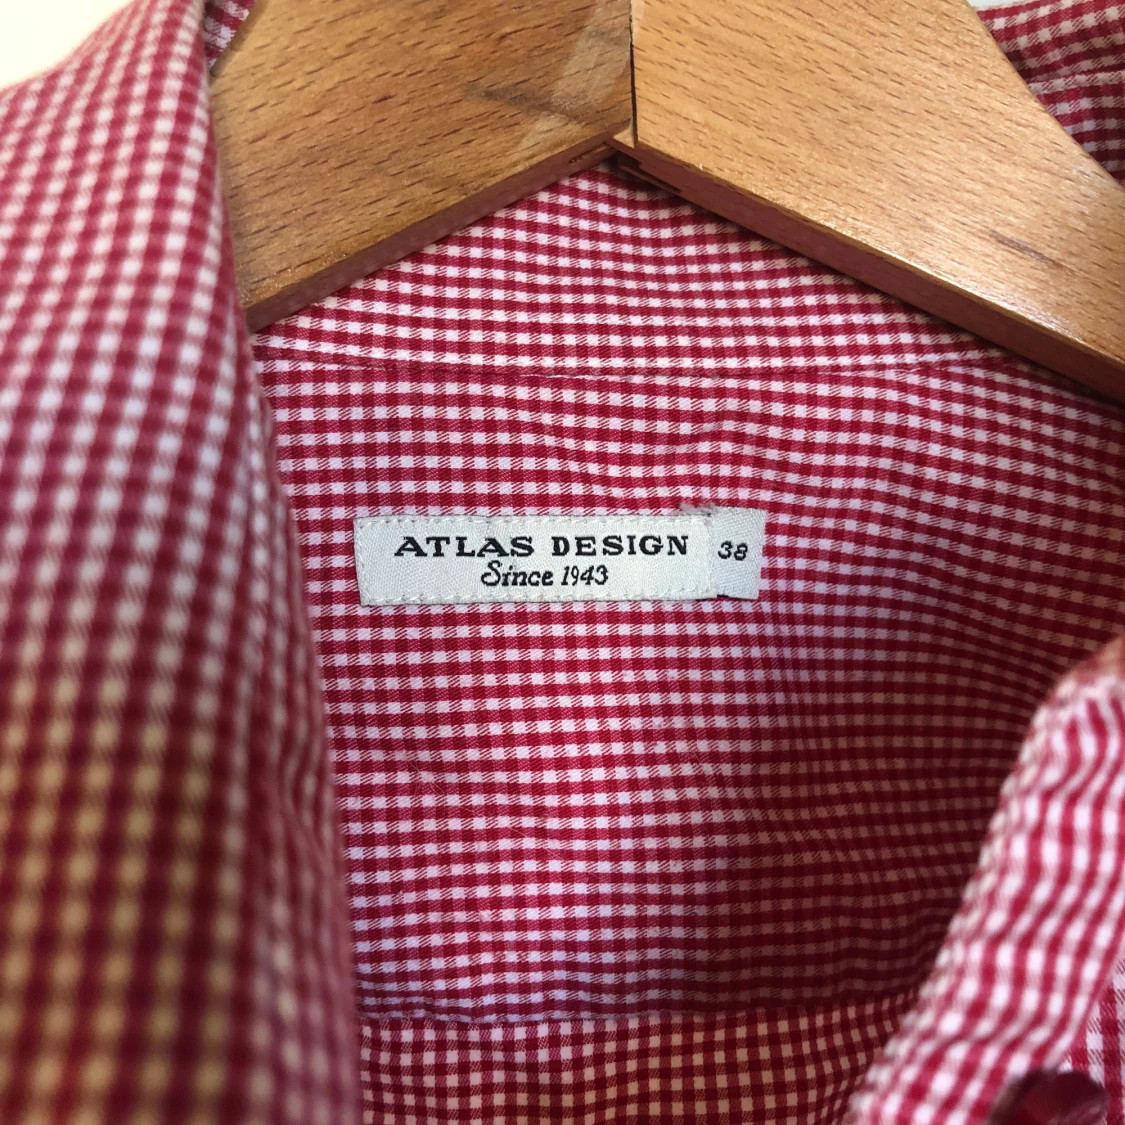 ATLAS DESIGN
Since 1943
38